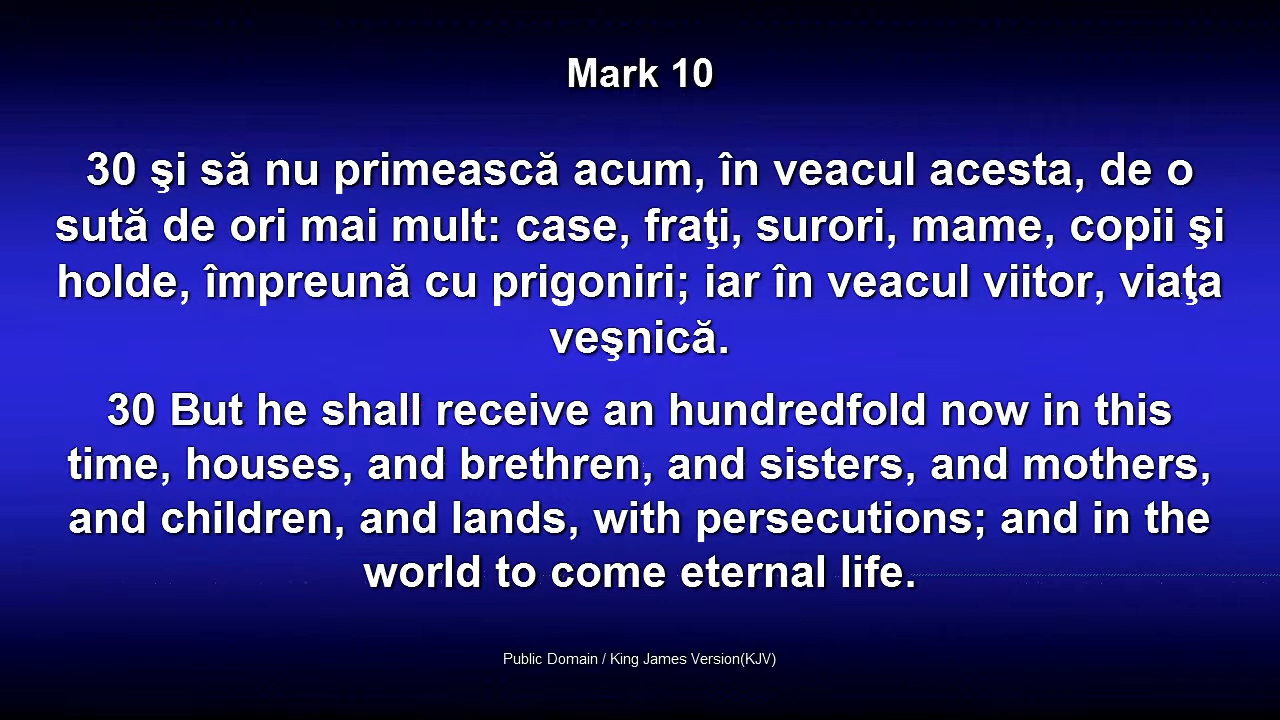 Mark 10
30 şi să nu primească acum, în veacul acesta, de o
sută de ori mai mult: case, fraţi, surori, mame, copii şi
holde, împreună cu prigoniri; iar în veacul viitor, viaţa
veşnică.
30 But he shall receive an hundredfold now in this
time, houses, and brethren, and sisters, and mothers,
and children, and lands, with persecutions; and in the
world to come eternal life.
Public Domain / King James Version(KJV)